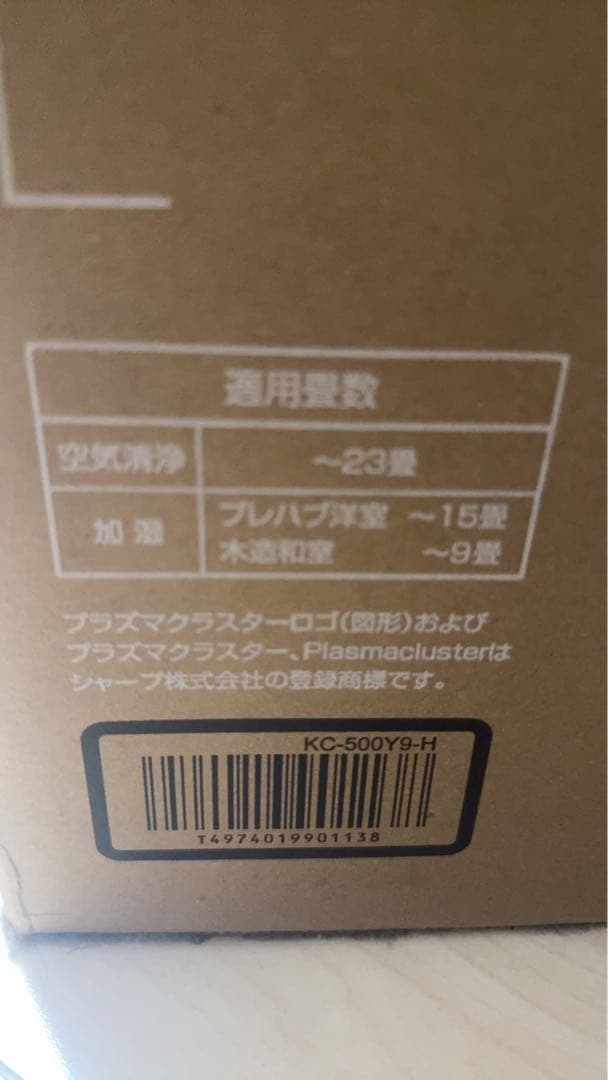 適用畳数
空気清浄 ～23畳
加湿 プレハブ洋室 ～15畳
木造和室 ～9畳
プラズマクラスターロゴ(図形)および
プラズマクラスター、Plasmaclusterは
シャープ株式会社の登録商標です。
KC-500Y9-H
T4974019901138